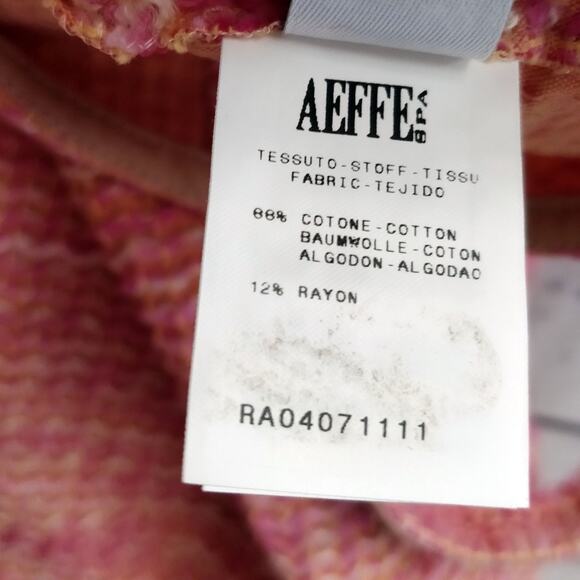 AEFFE SPA
TESSUTO-STOFF-TISSU
FABRIC-TEJIDO
88% COTONE-COTTON
BAUMWOLLE-COTON
ALGODON-ALGODAO
12% RAYON
RA04071111